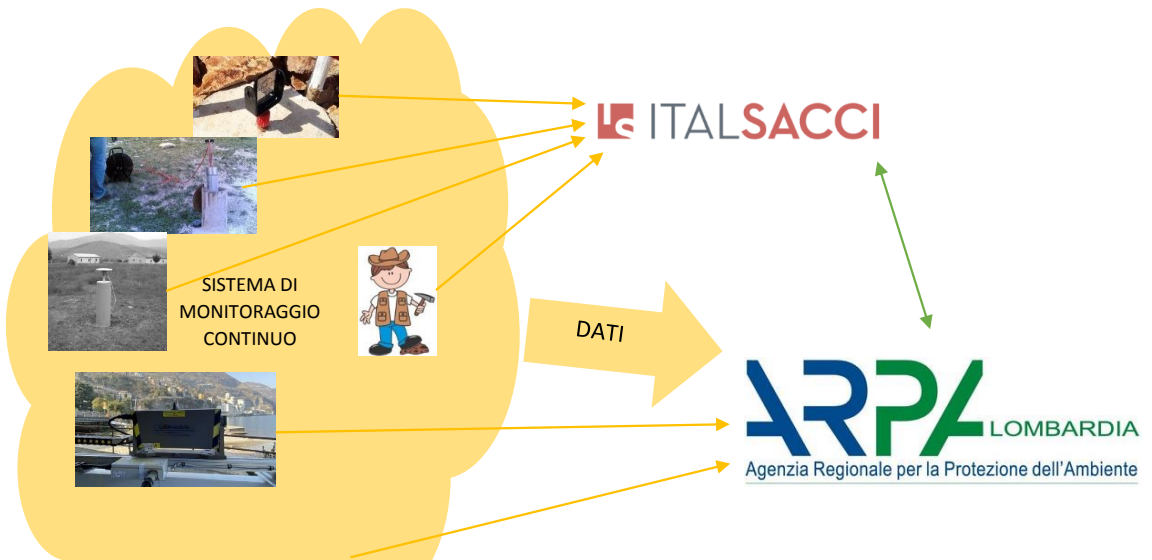 ITALSACCI
SISTEMA DI
MONITORAGGIO
CONTINUO
DATI
ARPA LOMBARDIA
Agenzia Regionale per la Protezione dell'Ambiente